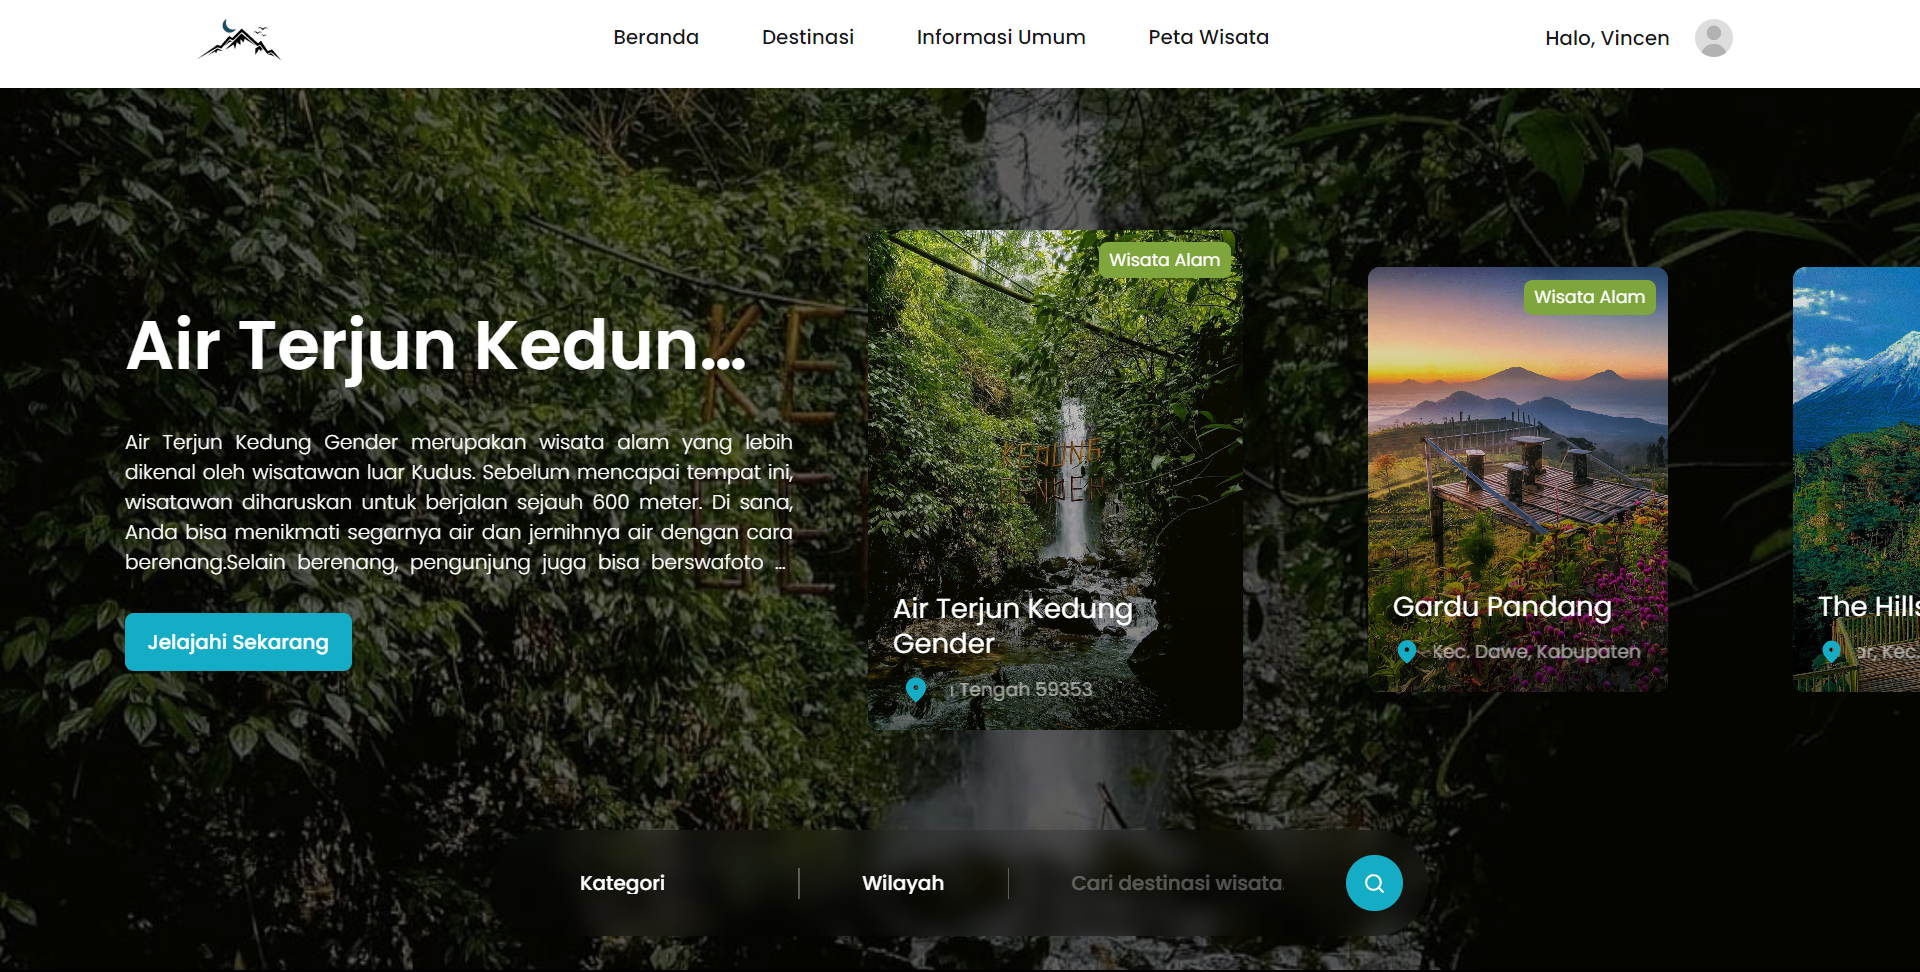 Beranda
Destinasi
Informasi Umum
Peta Wisata
Halo, Vincen
Air Terjun Kedun...
Air Terjun Kedung Gender merupakan wisata alam yang lebih
dikenal oleh wisatawan luar Kudus. Sebelum mencapai tempat ini,
wisatawan diharuskan untuk berjalan sejauh 600 meter. Di sana,
Anda bisa menikmati segarnya air dan jernihnya air dengan cara
berenang.Selain berenang, pengunjung juga bisa berswafoto ...
Jelajahi Sekarang
Wisata Alam
KEDUNG
GENDER
Air Terjun Kedung
Gender
Tengah 59353
Wisata Alam
Gardu Pandang
Kec. Dawe, Kabupaten
The Hills
ar, Kec.
Kategori
Wilayah
Cari destinasi wisata